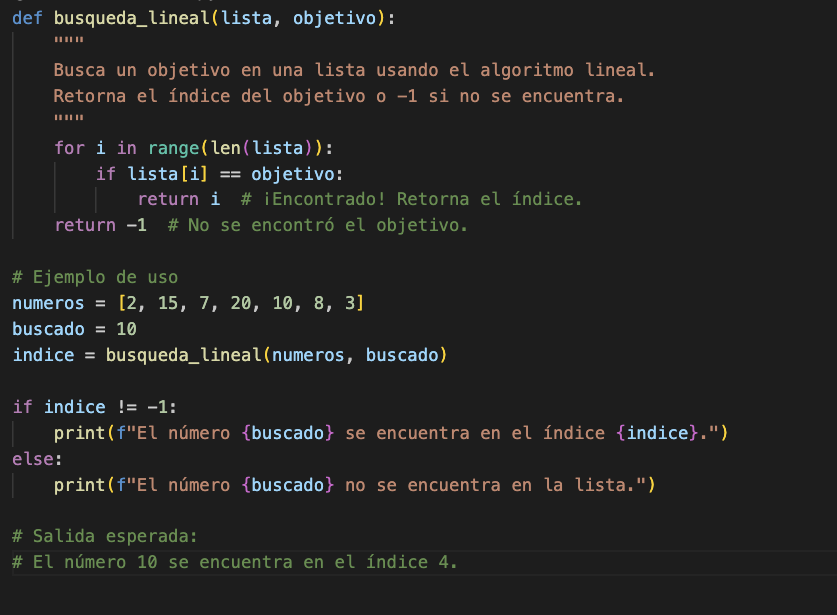 def busqueda_lineal(lista, objetivo):
    """
    Busca un objetivo en una lista usando el algoritmo lineal.
    Retorna el índice del objetivo o -1 si no se encuentra.
    """
    for i in range(len(lista)):
        if lista[i] == objetivo:
            return i  # ¡Encontrado! Retorna el índice.
    return -1  # No se encontró el objetivo.

# Ejemplo de uso
numeros = [2, 15, 7, 20, 10, 8, 3]
buscado = 10
indice = busqueda_lineal(numeros, buscado)

if indice != -1:
    print(f"El número {buscado} se encuentra en el índice {indice}.")
else:
    print(f"El número {buscado} no se encuentra en la lista.")

# Salida esperada:
# El número 10 se encuentra en el índice 4.